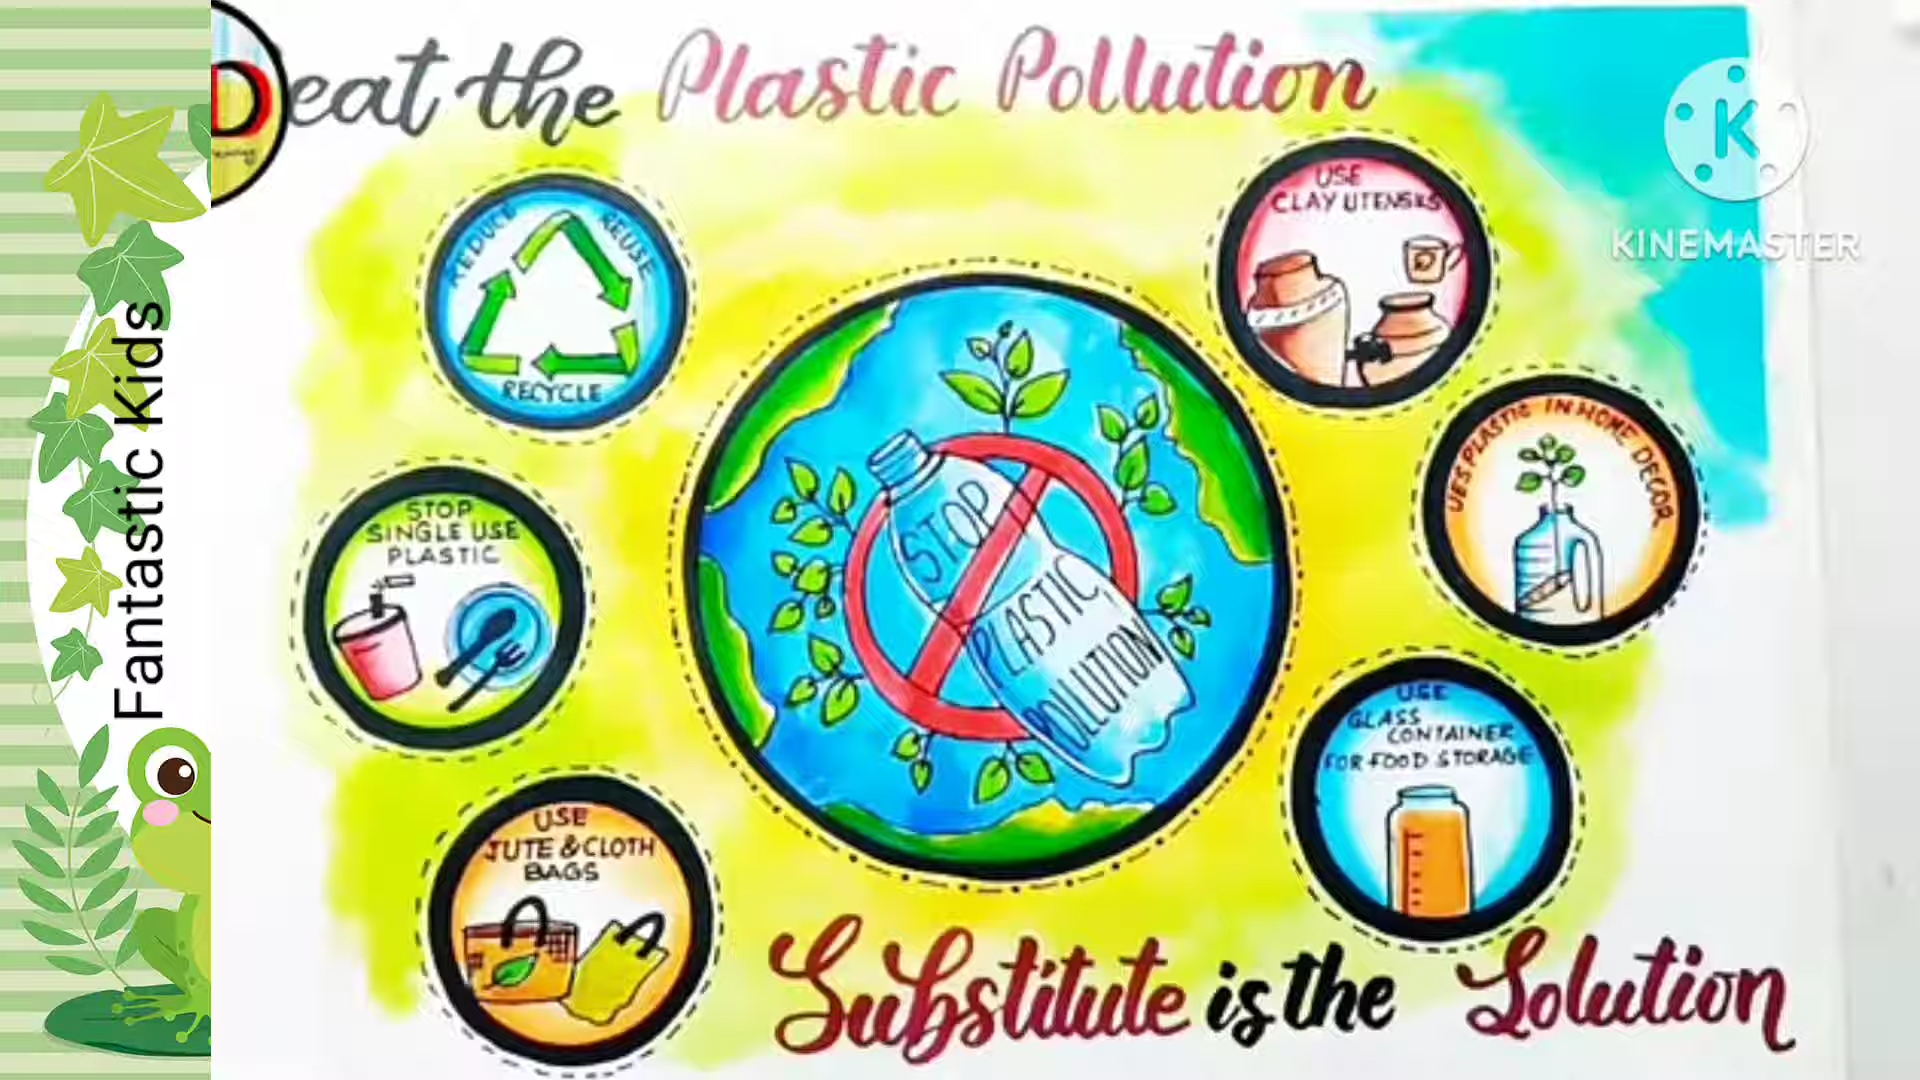 eat the Plastic Pollution
D
K
KINEMASTER
Fantastic Kids
REDUCE
REUSE
RECYCLE
USE
CLAY UTENSILS
UES PLASTIC IN HOME DECOR
STOP
SINGLE USE
PLASTIC
STOP
PLASTIC
POLLUTION
USE
GLASS
CONTAINER
FOR FOOD STORAGE
USE
JUTE & CLOTH
BAGS
Substitute is the Solution